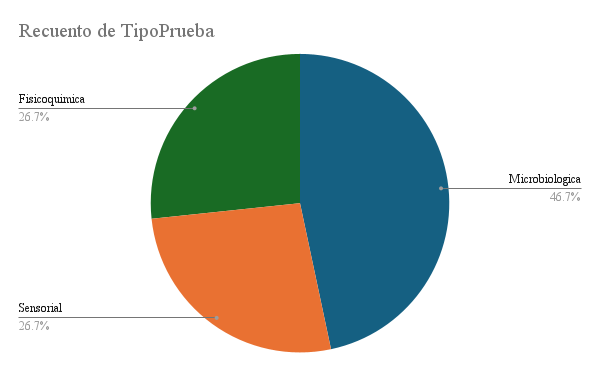 Recuento de TipoPrueba
Fisicoquimica
26.7%
Microbiologica
46.7%
Sensorial
26.7%